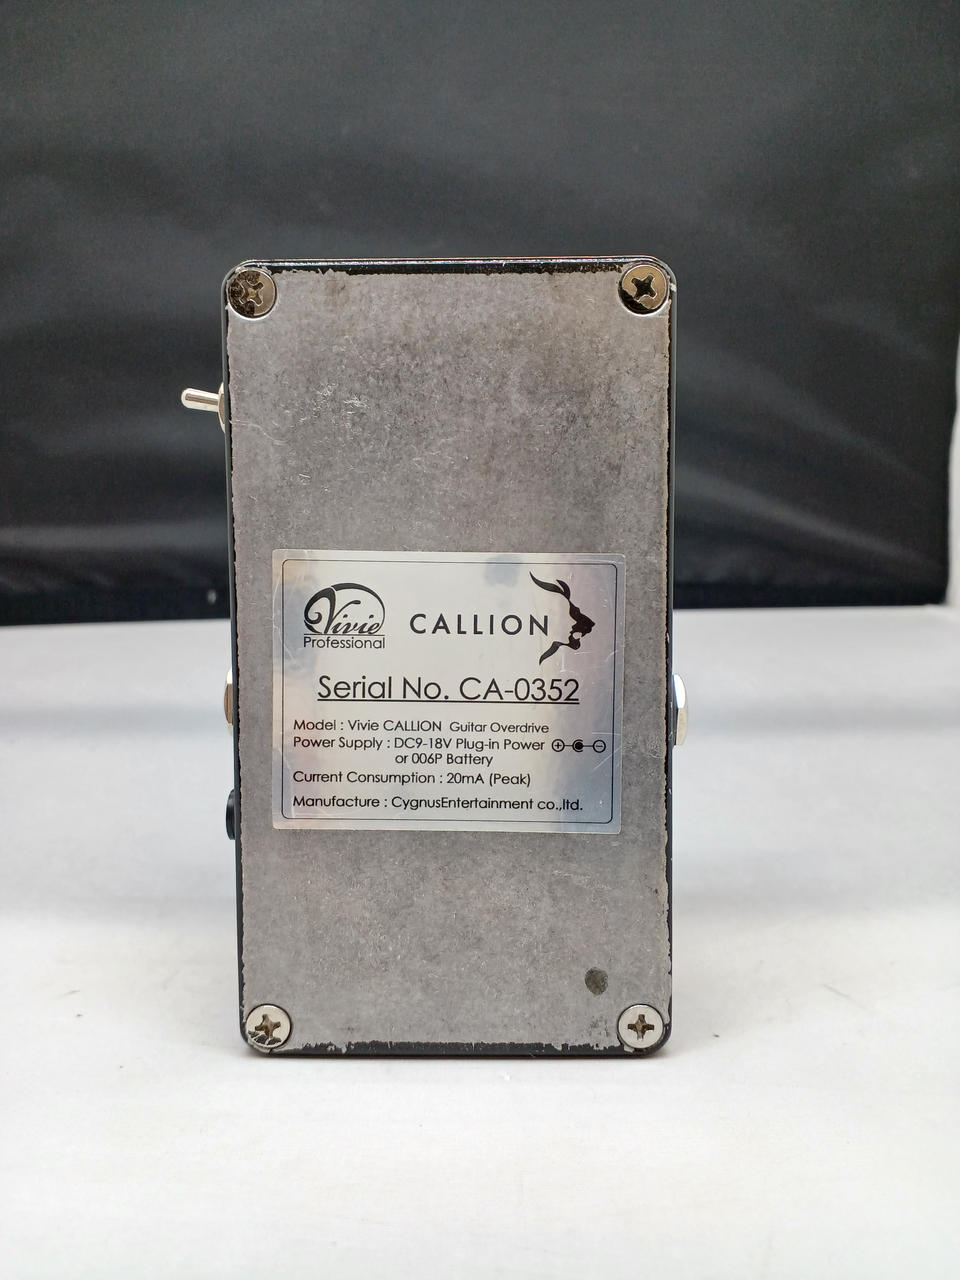 Vivie
Professional
CALLION
Serial No. CA-0352
Model : Vivie CALLION Guitar Overdrive
Power Supply : DC9-18V Plug-in Power
or 006P Battery
Current Consumption : 20mA (Peak)
Manufacture : CygnusEntertainment co.,ltd.